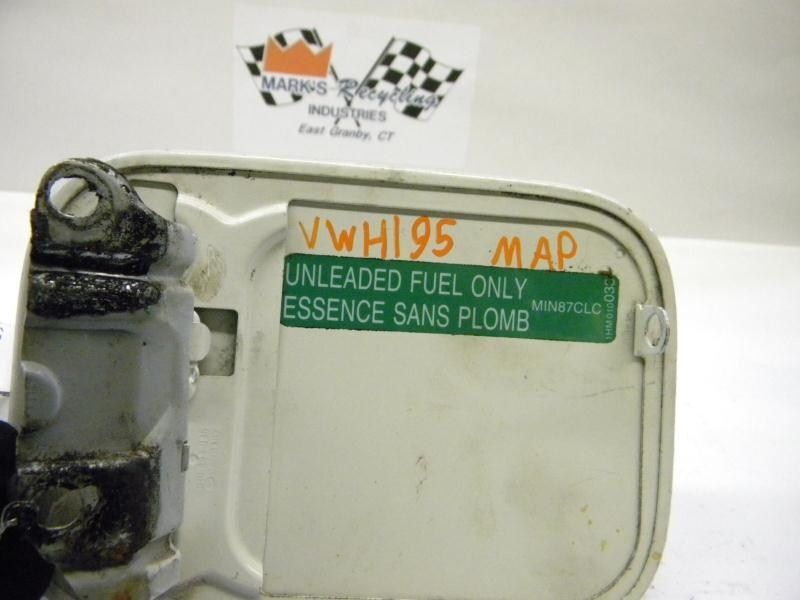 MARK'S Recycling
INDUSTRIES
East Granby, CT
VWH195 MAP
UNLEADED FUEL ONLY
ESSENCE SANS PLOMB
MIN87CLC